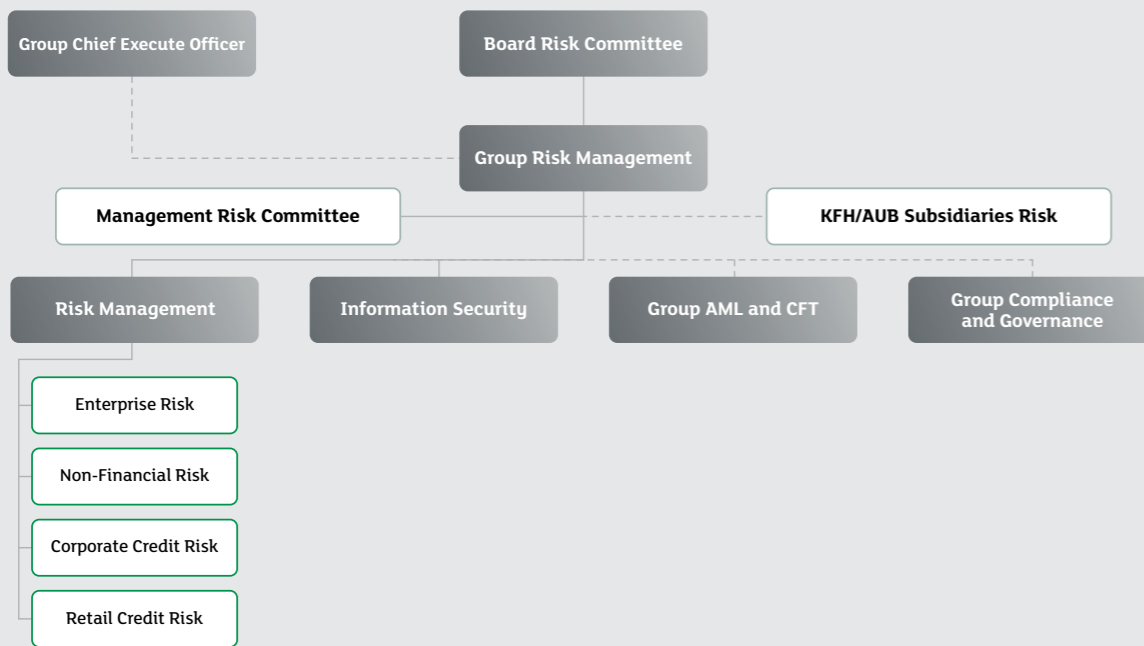 Group Chief Execute Officer
Board Risk Committee
Group Risk Management
Management Risk Committee
KFH/AUB Subsidiaries Risk
Risk Management
Information Security
Group AML and CFT
Group Compliance
and Governance
Enterprise Risk
Non-Financial Risk
Corporate Credit Risk
Retail Credit Risk